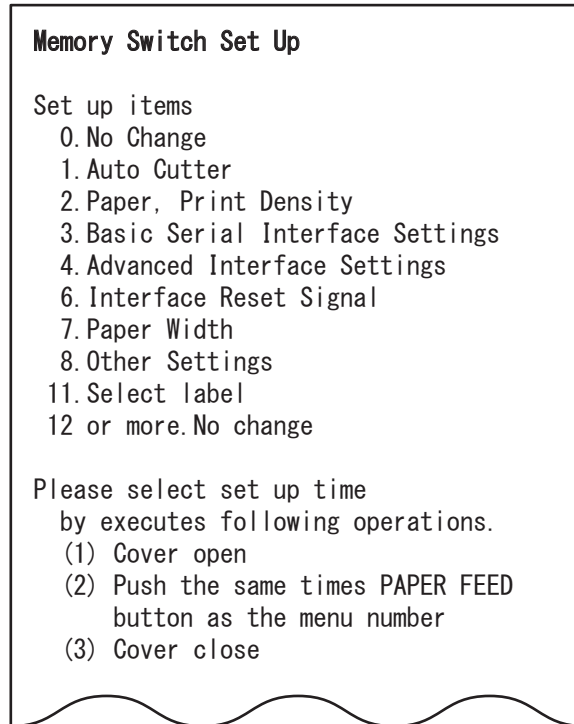 Memory Switch Set Up
Set up items
0.No Change
1.Auto Cutter
2.Paper, Print Density
3.Basic Serial Interface Settings
4.Advanced Interface Settings
6.Interface Reset Signal
7.Paper Width
8.Other Settings
11.Select label
12 or more.No change
Please select set up time
by executes following operations.
(1) Cover open
(2) Push the same times PAPER FEED
button as the menu number
(3) Cover close